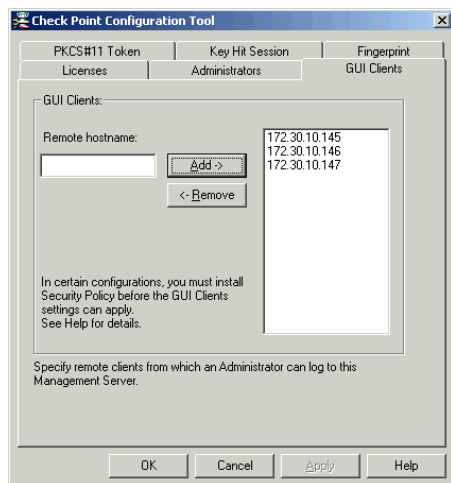 Check Point Configuration Tool
PKCS#11 Token Key Hit Session Fingerprint
Licenses Administrators GUI Clients
GUI Clients:
Remote hostname:
Add ->
<- Remove
172.30.10.145
172.30.10.146
172.30.10.147
In certain configurations, you must install
Security Policy before the GUI Clients
settings can apply.
See Help for details.
Specify remote clients from which an Administrator can log to this
Management Server.
OK Cancel Apply Help